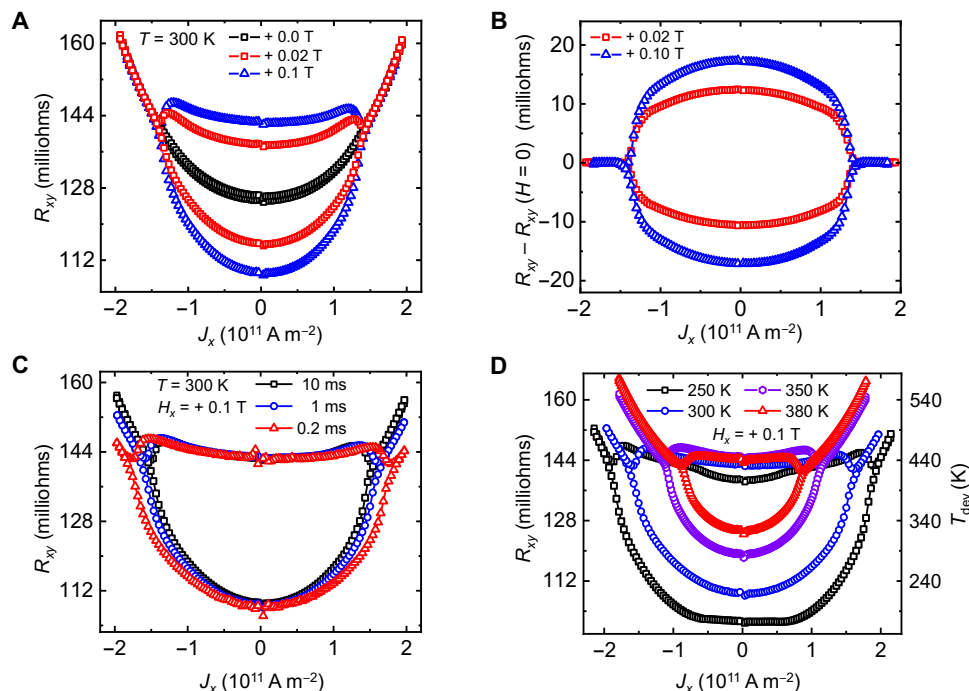 A
T = 300 K
+ 0.0 T
+ 0.02 T
+ 0.1 T
160
144
128
112
R_xy (milliohms)
−2 −1 0 1 2
J_x (10^11 A m^−2)
B
+ 0.02 T
+ 0.10 T
20
10
0
−10
−20
R_xy − R_xy (H = 0) (milliohms)
−2 −1 0 1 2
J_x (10^11 A m^−2)
C
T = 300 K
H_x = + 0.1 T
10 ms
1 ms
0.2 ms
160
144
128
112
R_xy (milliohms)
−2 −1 0 1 2
J_x (10^11 A m^−2)
D
250 K 350 K
300 K 380 K
H_x = + 0.1 T
160
144
128
112
R_xy (milliohms)
540
440
340
240
T_dev (K)
−2 −1 0 1 2
J_x (10^11 A m^−2)